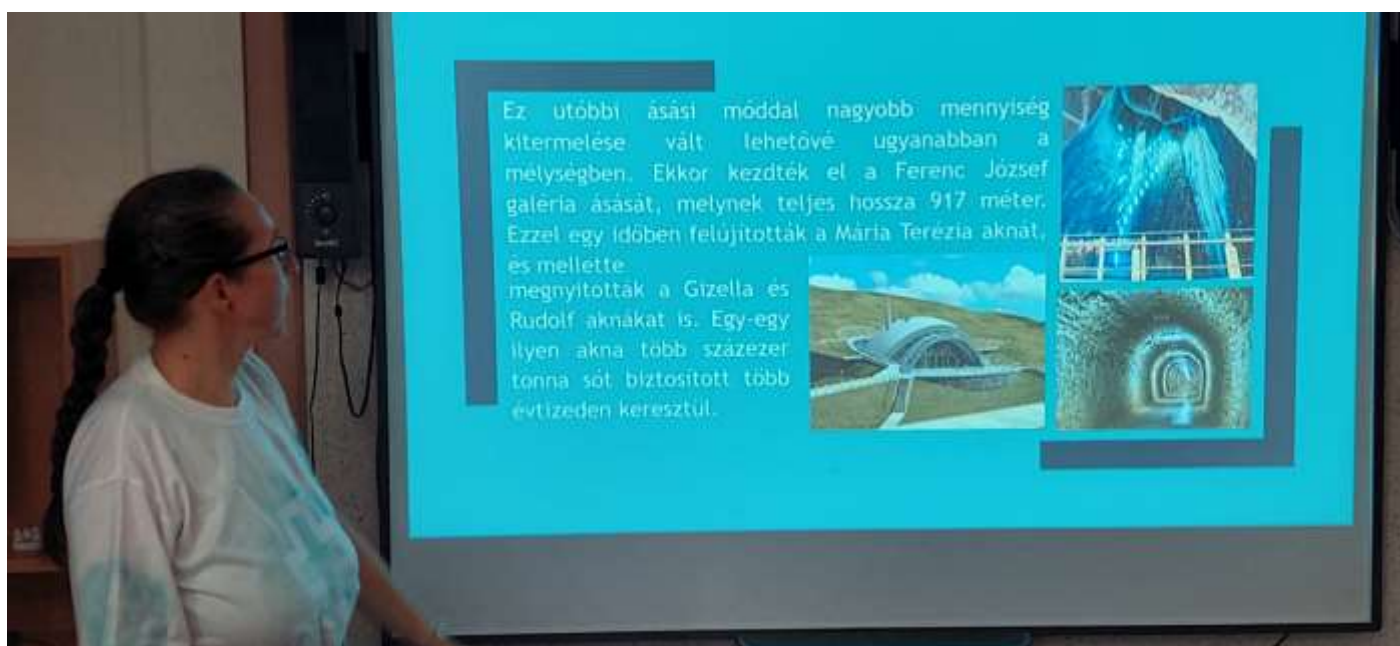 Ez utóbbi ásási móddal nagyobb mennyiség
kitermelése vált lehetővé ugyanabban a
mélységben. Ekkor kezdték el a Ferenc József
galéria ásását, melynek teljes hossza 917 méter.
Ezzel egy időben felújították a Mária Terézia aknát,
és mellette
megnyitották a Gizella és
Rudolf aknákat is. Egy-egy
ilyen akna több százezer
tonna sót biztosított több
évtizeden keresztül.